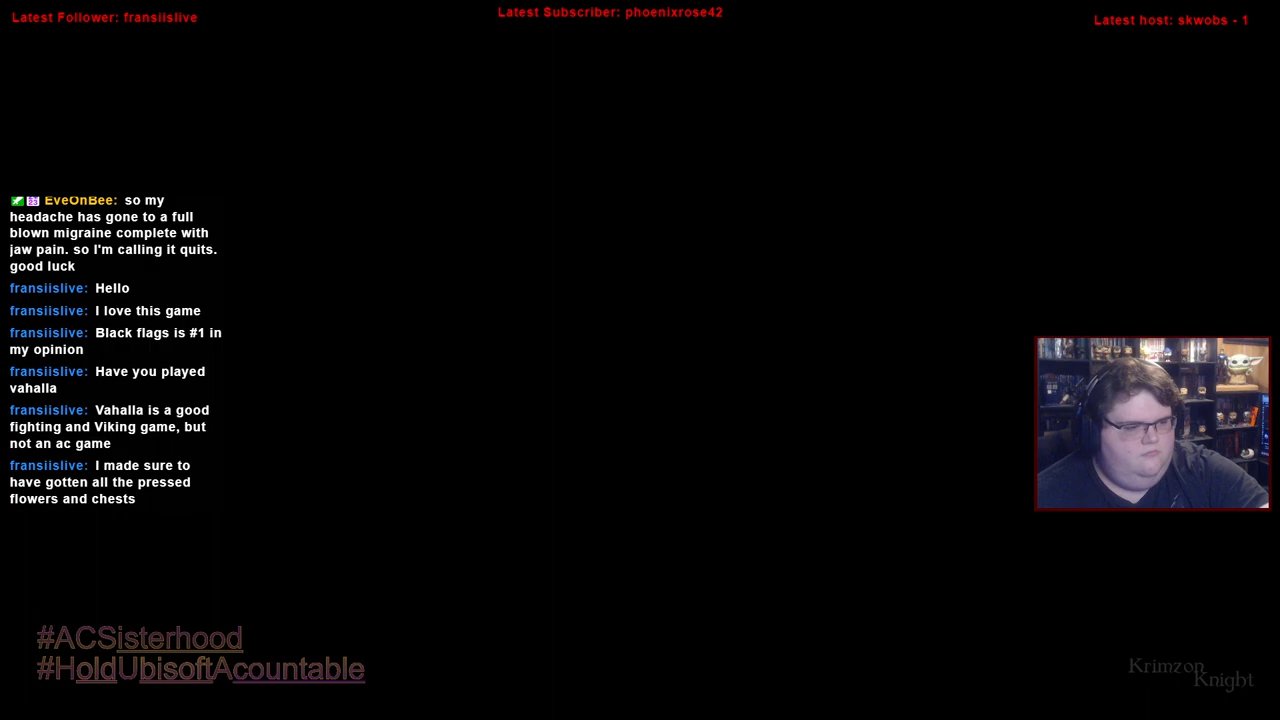 Latest Follower: fransiislive
Latest Subscriber: phoenixrose42
Latest host: skwobs - 1
EveOnBee: so my
headache has gone to a full
blown migraine complete with
jaw pain. so I'm calling it quits.
good luck
fransiislive: Hello
fransiislive: I love this game
fransiislive: Black flags is #1 in
my opinion
fransiislive: Have you played
vahalla
fransiislive: Vahalla is a good
fighting and Viking game, but
not an ac game
fransiislive: I made sure to
have gotten all the pressed
flowers and chests
#ACSisterhood
#HoldUbisoftAcountable
Krimzon
Knight